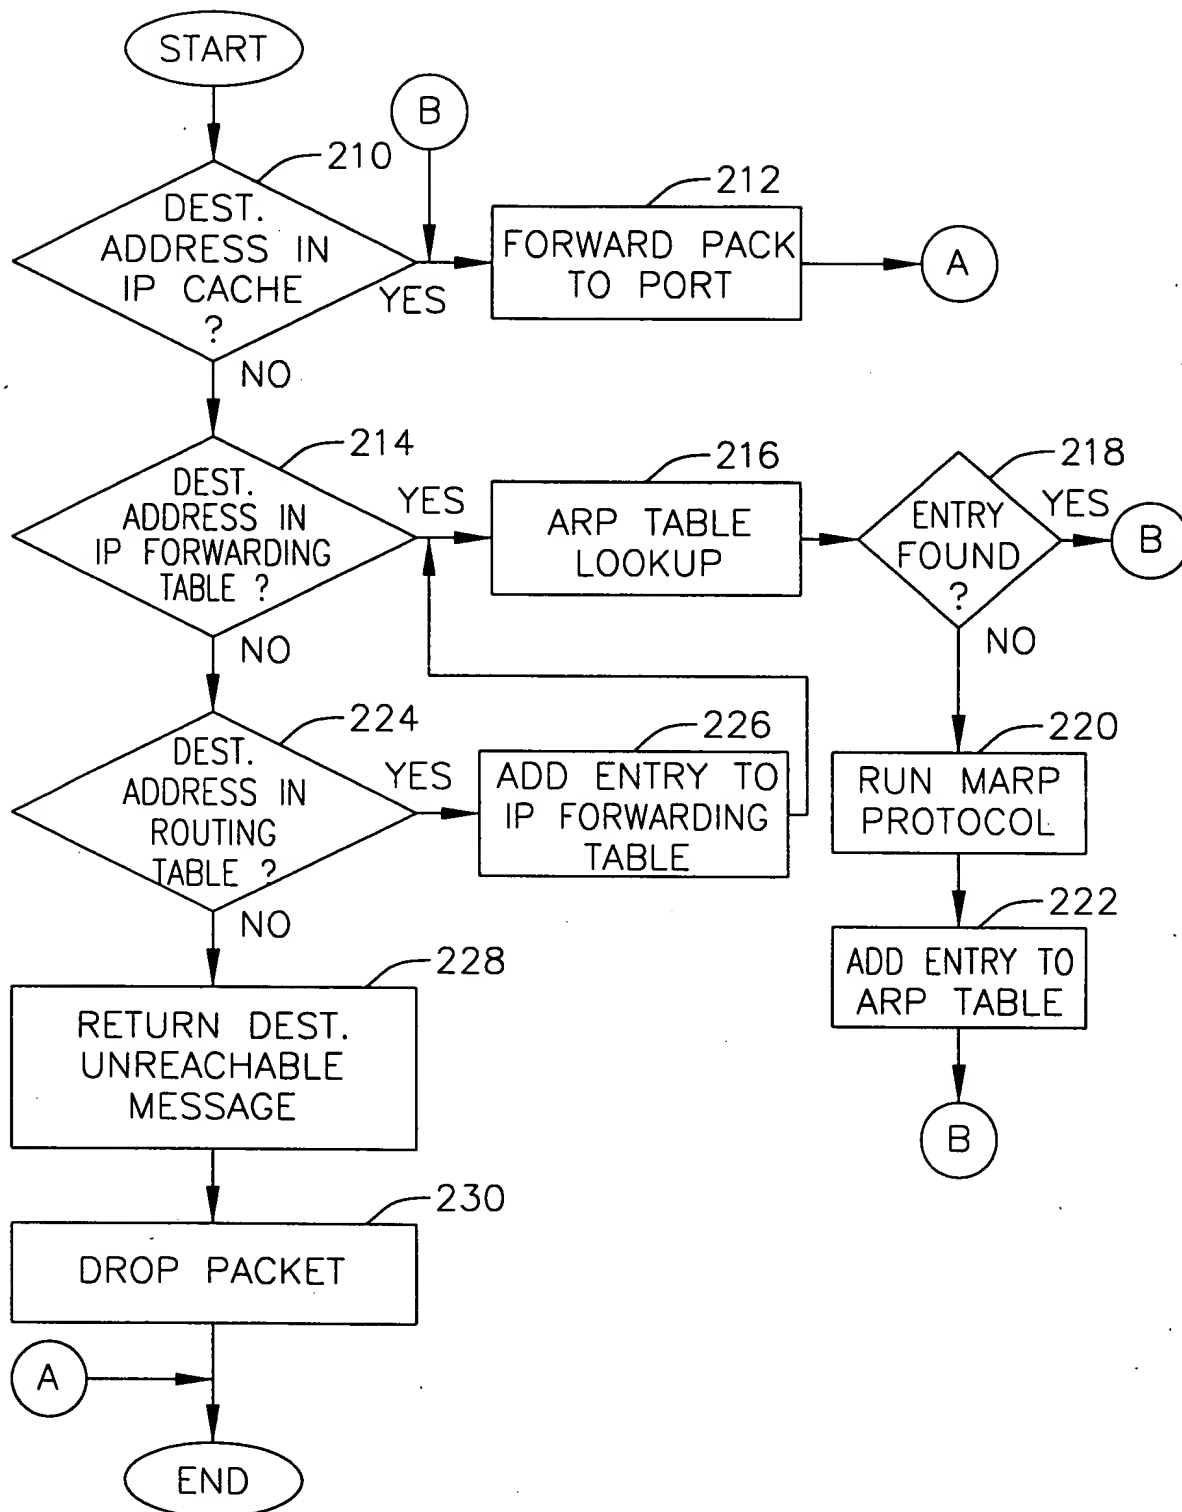 START
B
210
DEST.
ADDRESS IN
IP CACHE
?
YES
NO
212
FORWARD PACK
TO PORT
A
214
DEST.
ADDRESS IN
IP FORWARDING
TABLE ?
YES
NO
216
ARP TABLE
LOOKUP
218
ENTRY
FOUND
?
YES
B
NO
224
DEST.
ADDRESS IN
ROUTING
TABLE ?
YES
NO
226
ADD ENTRY TO
IP FORWARDING
TABLE
220
RUN MARP
PROTOCOL
222
ADD ENTRY TO
ARP TABLE
B
228
RETURN DEST.
UNREACHABLE
MESSAGE
230
DROP PACKET
A
END